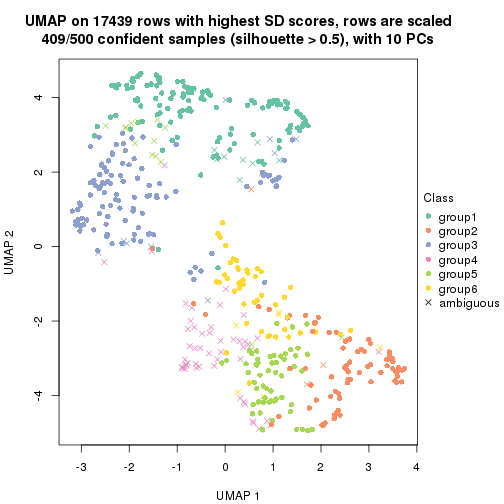 UMAP on 17439 rows with highest SD scores, rows are scaled
409/500 confident samples (silhouette > 0.5), with 10 PCs
4
2
0
-2
-4
UMAP 2
-3
-2
-1
0
1
2
3
4
UMAP 1
Class
group1
group2
group3
group4
group5
group6
ambiguous